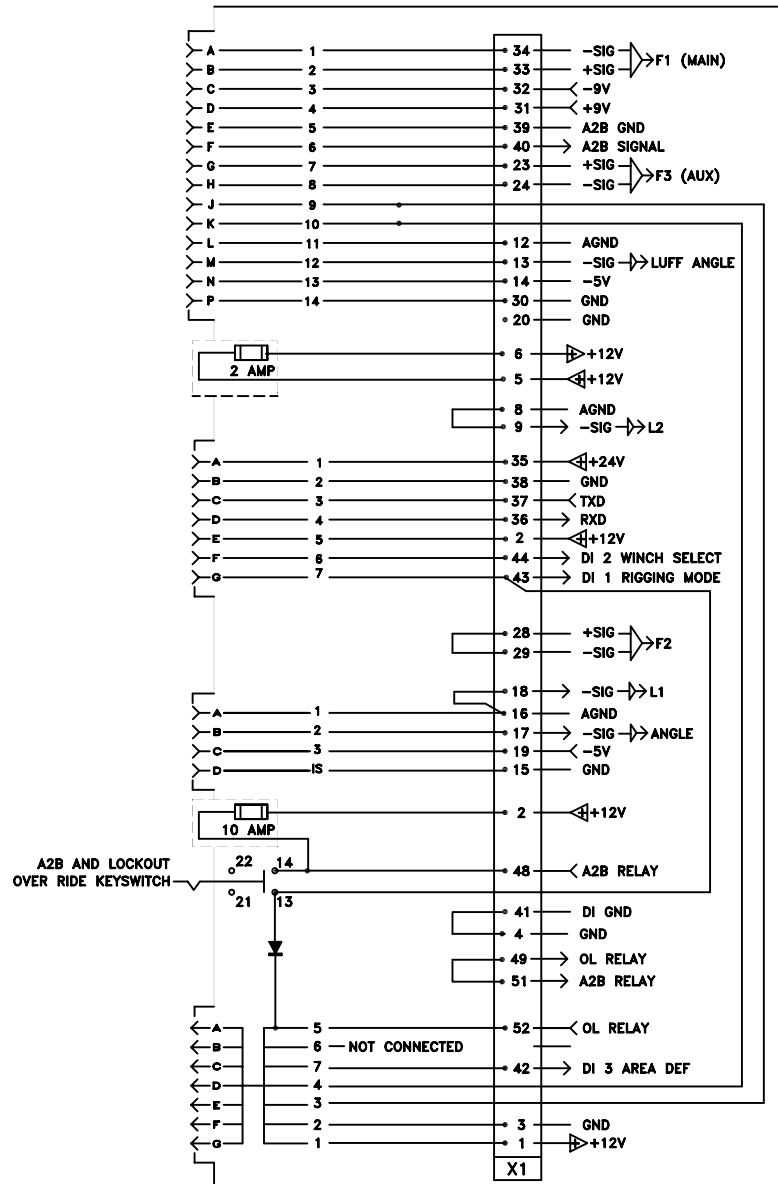 A 1 34 -SIG
F1 (MAIN)
B 2 33 +SIG
C 3 32 -9V
D 4 31 +9V
E 5 39 A2B GND
F 6 40 A2B SIGNAL
G 7 23 +SIG
F3 (AUX)
H 8 24 -SIG
J 9
K 10
L 11 12 AGND
M 12 13 -SIG LUFF ANGLE
N 13 14 -5V
P 14 30 GND
20 GND
6 +12V
2 AMP
5 +12V
8 AGND
9 -SIG L2
A 1 35 +24V
B 2 38 GND
C 3 37 TXD
D 4 36 RXD
E 5 2 +12V
F 6 44 DI 2 WINCH SELECT
G 7 43 DI 1 RIGGING MODE
28 +SIG
F2
29 -SIG
18 -SIG L1
A 1 16 AGND
B 2 17 -SIG ANGLE
C 3 19 -5V
D IS 15 GND
2 +12V
10 AMP
A2B AND LOCKOUT
OVER RIDE KEYSWITCH
22 14 48 A2B RELAY
21 13
41 DI GND
4 GND
49 OL RELAY
51 A2B RELAY
A 5 52 OL RELAY
B 6 NOT CONNECTED
C 7 42 DI 3 AREA DEF
D 4
E 3
F 2 3 GND
G 1 1 +12V
X1